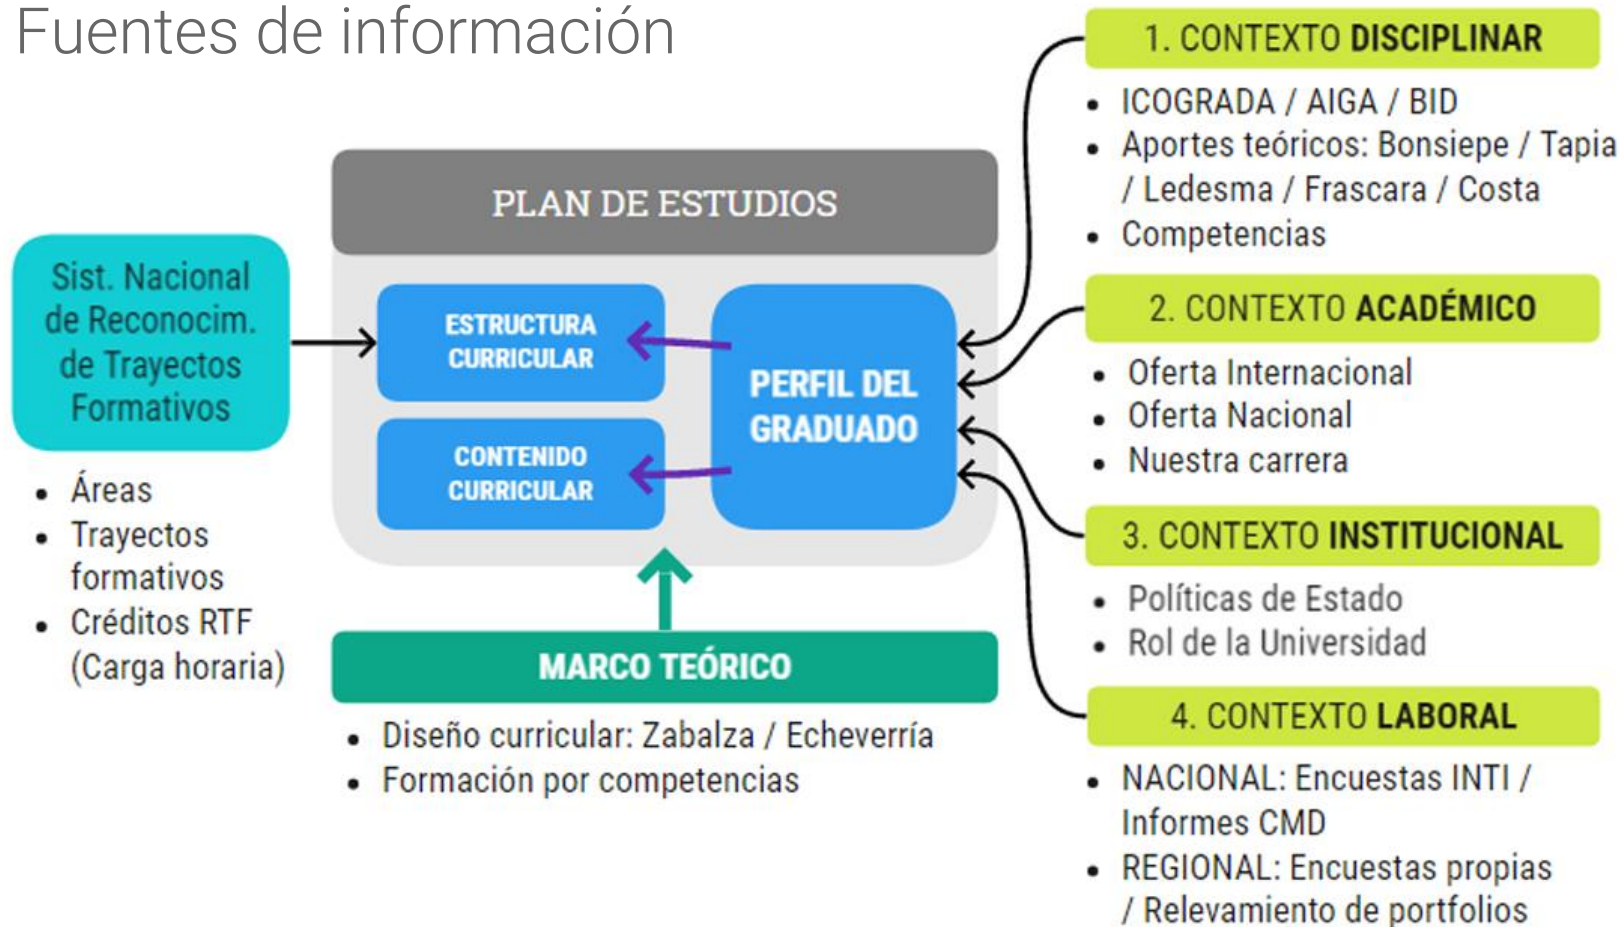 Fuentes de información
PLAN DE ESTUDIOS
Sist. Nacional
de Reconocim.
de Trayectos
Formativos
• Áreas
• Trayectos
formativos
• Créditos RTF
(Carga horaria)
ESTRUCTURA
CURRICULAR
CONTENIDO
CURRICULAR
PERFIL DEL
GRADUADO
MARCO TEÓRICO
• Diseño curricular: Zabalza / Echeverría
• Formación por competencias
1. CONTEXTO DISCIPLINAR
• ICOGRADA / AIGA / BID
• Aportes teóricos: Bonsiepe / Tapia
/ Ledesma / Frascara / Costa
• Competencias
2. CONTEXTO ACADÉMICO
• Oferta Internacional
• Oferta Nacional
• Nuestra carrera
3. CONTEXTO INSTITUCIONAL
• Políticas de Estado
• Rol de la Universidad
4. CONTEXTO LABORAL
• NACIONAL: Encuestas INTI /
Informes CMD
• REGIONAL: Encuestas propias
/ Relevamiento de portfolios